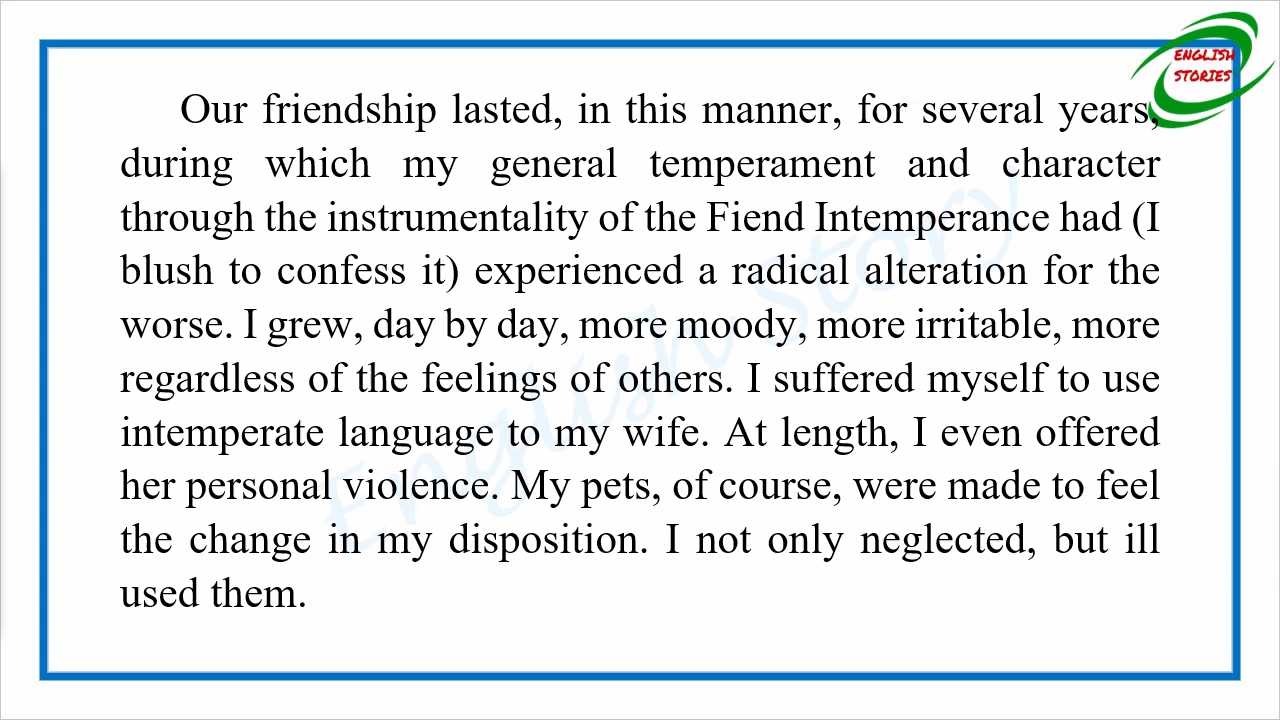 ENGLISH
STORIES
Our friendship lasted, in this manner, for several years,
during which my general temperament and character
through the instrumentality of the Fiend Intemperance had (I
blush to confess it) experienced a radical alteration for the
worse. I grew, day by day, more moody, more irritable, more
regardless of the feelings of others. I suffered myself to use
intemperate language to my wife. At length, I even offered
her personal violence. My pets, of course, were made to feel
the change in my disposition. I not only neglected, but ill
used them.
English Story